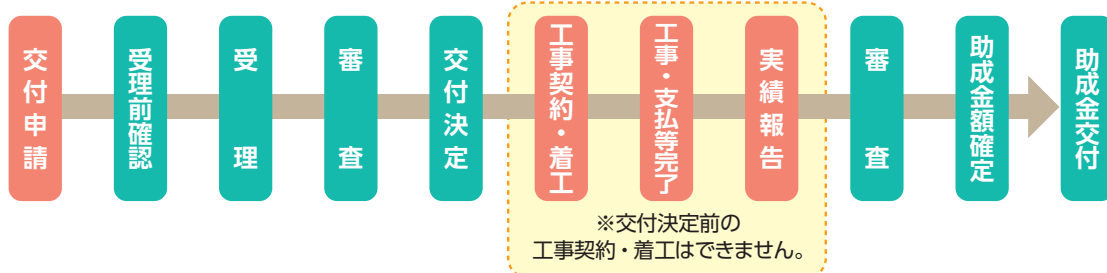 交付申請
受理前確認
受理
審査
交付決定
工事契約・着工
工事・支払等完了
実績報告
審査
助成金額確定
助成金交付
※交付決定前の
工事契約・着工はできません。